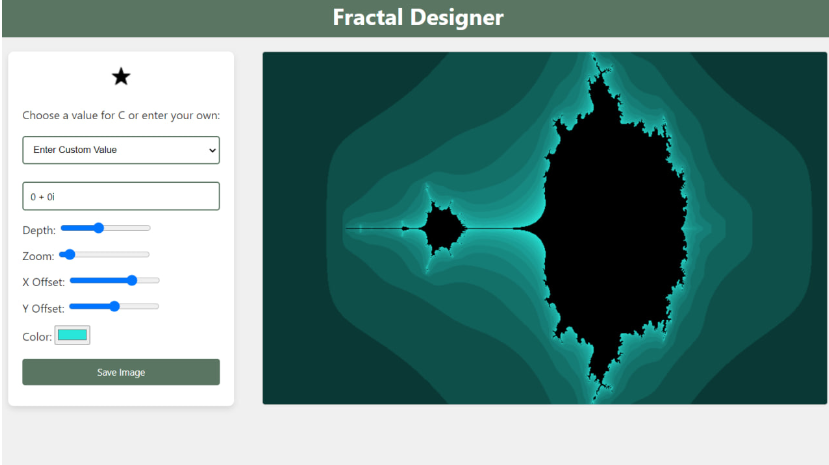 Fractal Designer
Choose a value for C or enter your own:
Enter Custom Value
0 + 0i
Depth:
Zoom:
X Offset:
Y Offset:
Color:
Save Image